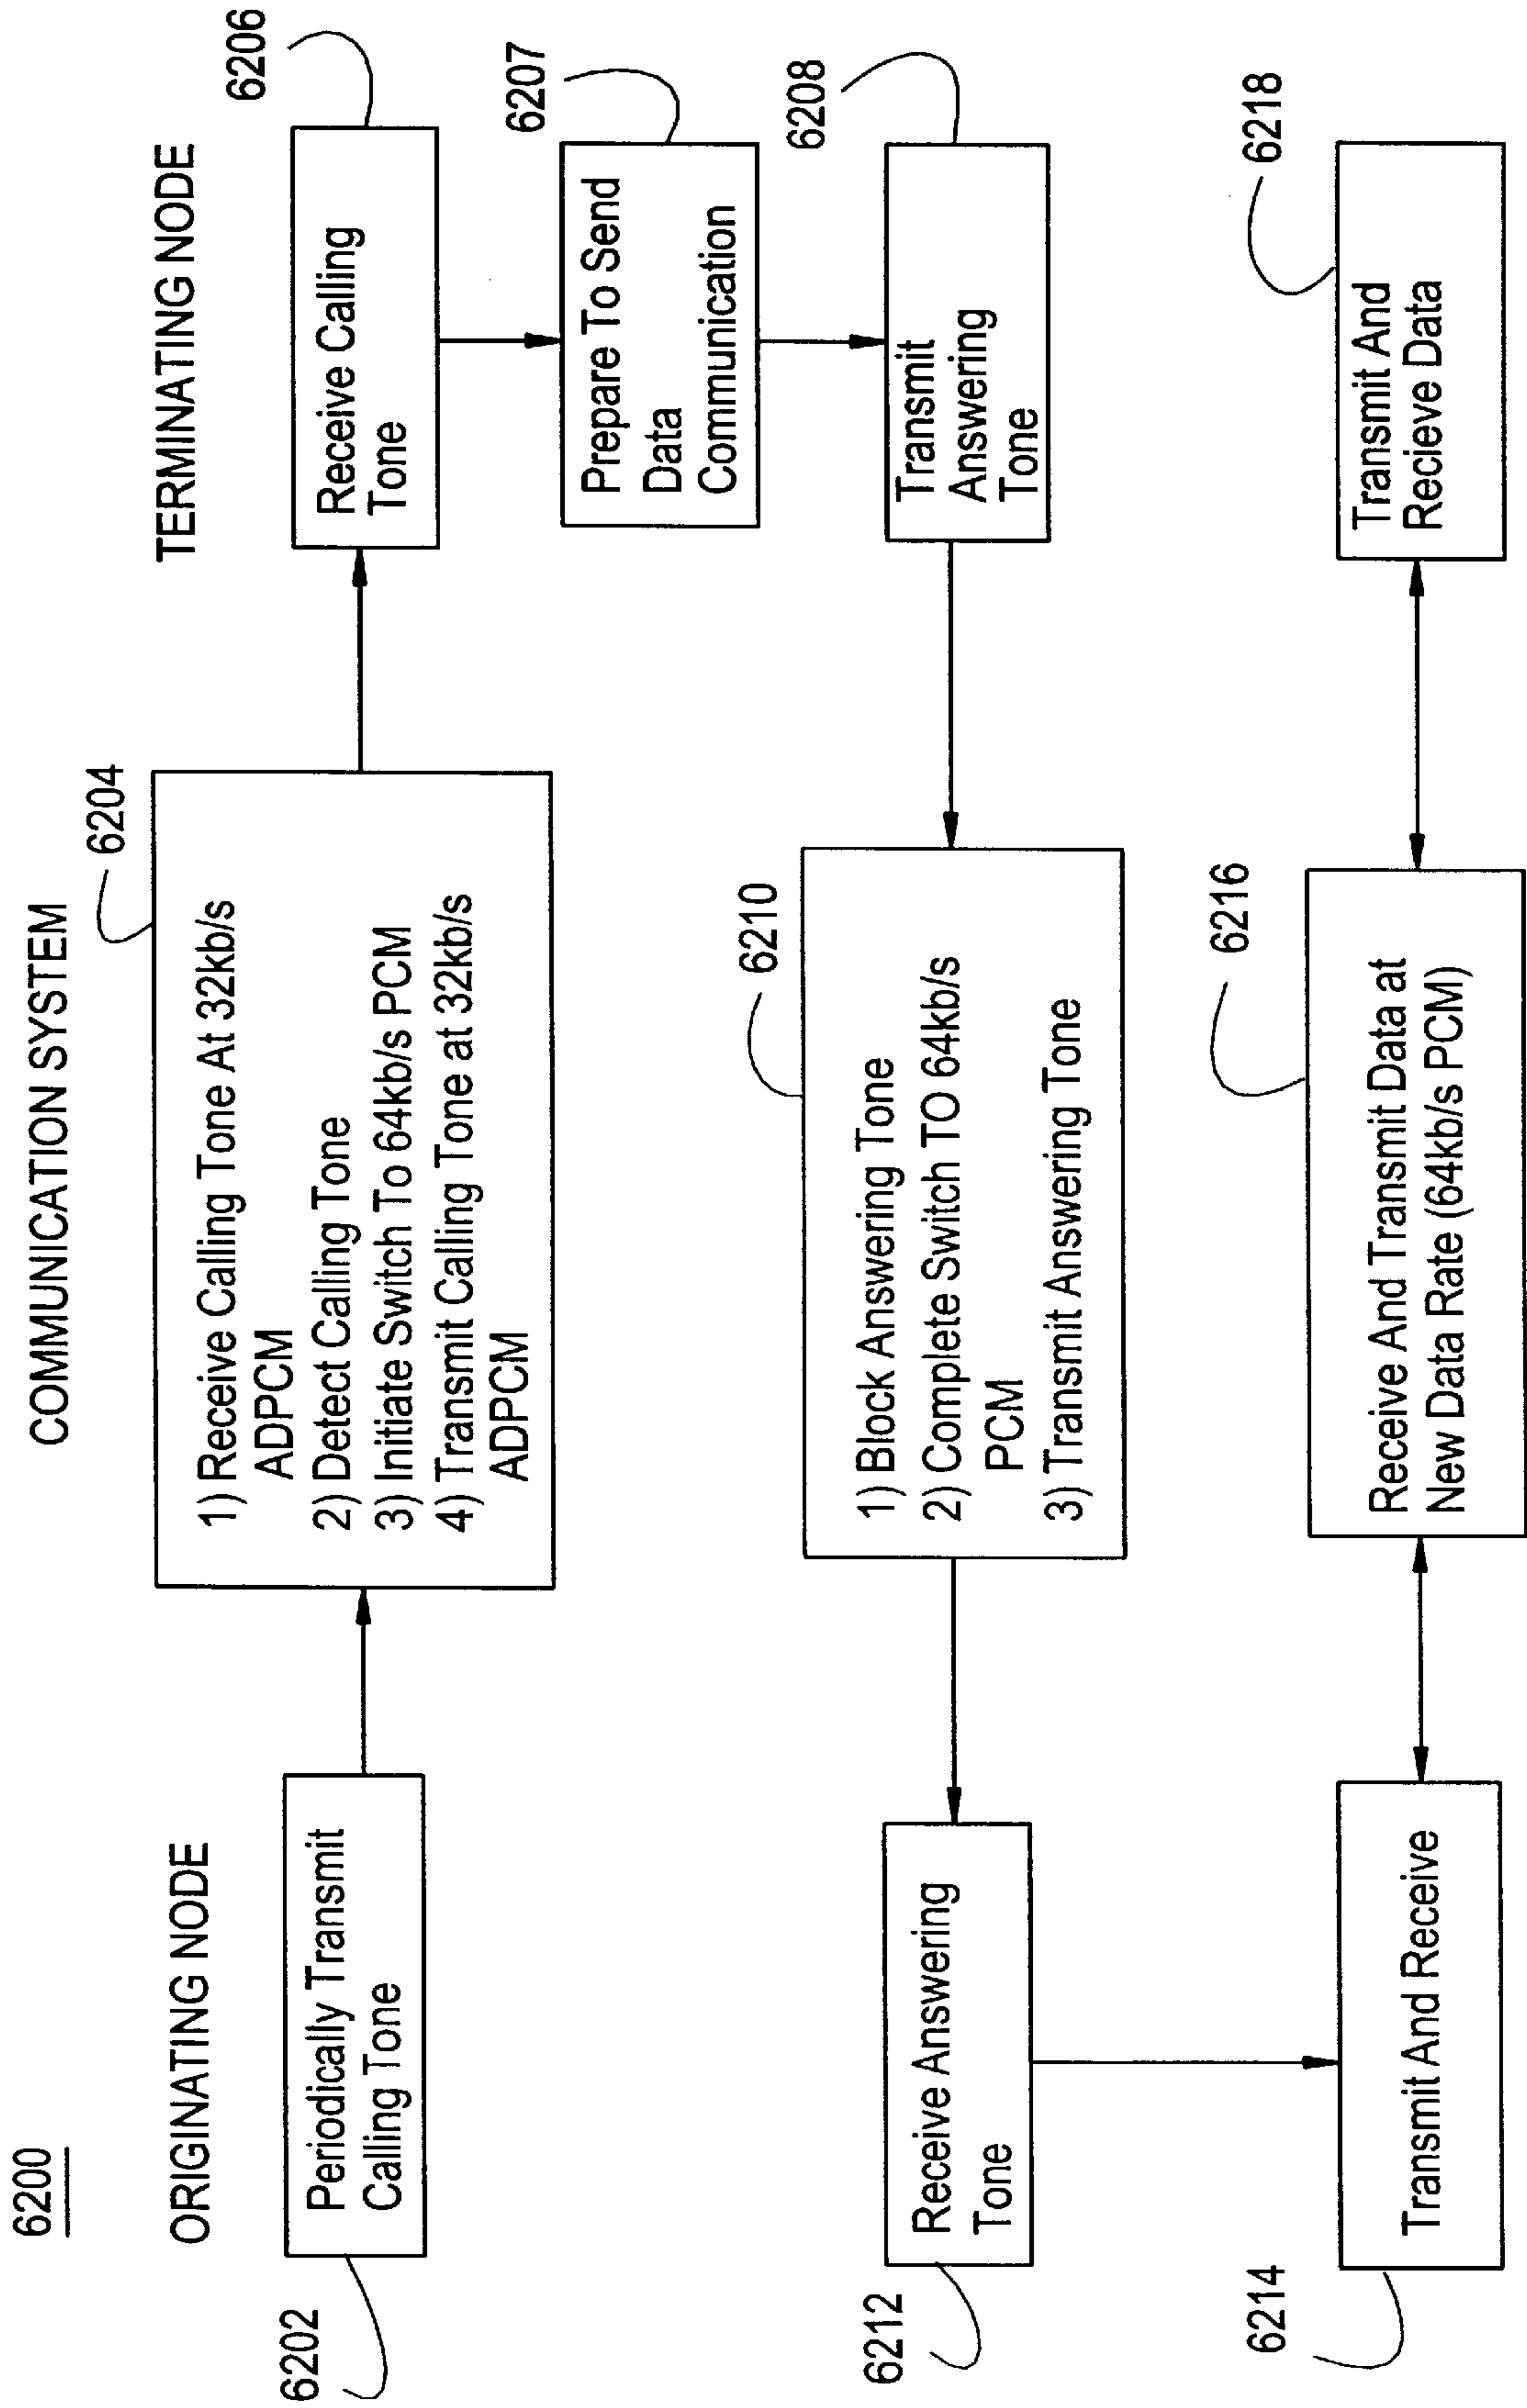 6200
ORIGINATING NODE
COMMUNICATION SYSTEM
TERMINATING NODE
6202
Periodically Transmit
Calling Tone
6204
1) Receive Calling Tone At 32kb/s
ADPCM
2) Detect Calling Tone
3) Initiate Switch To 64kb/s PCM
4) Transmit Calling Tone at 32kb/s
ADPCM
6206
Receive Calling
Tone
6207
Prepare To Send
Data
Communication
6208
Transmit
Answering
Tone
6210
1) Block Answering Tone
2) Complete Switch TO 64kb/s
PCM
3) Transmit Answering Tone
6212
Receive Answering
Tone
6214
Transmit And Receive
6216
Receive And Transmit Data at
New Data Rate (64kb/s PCM)
6218
Transmit And
Recieve Data